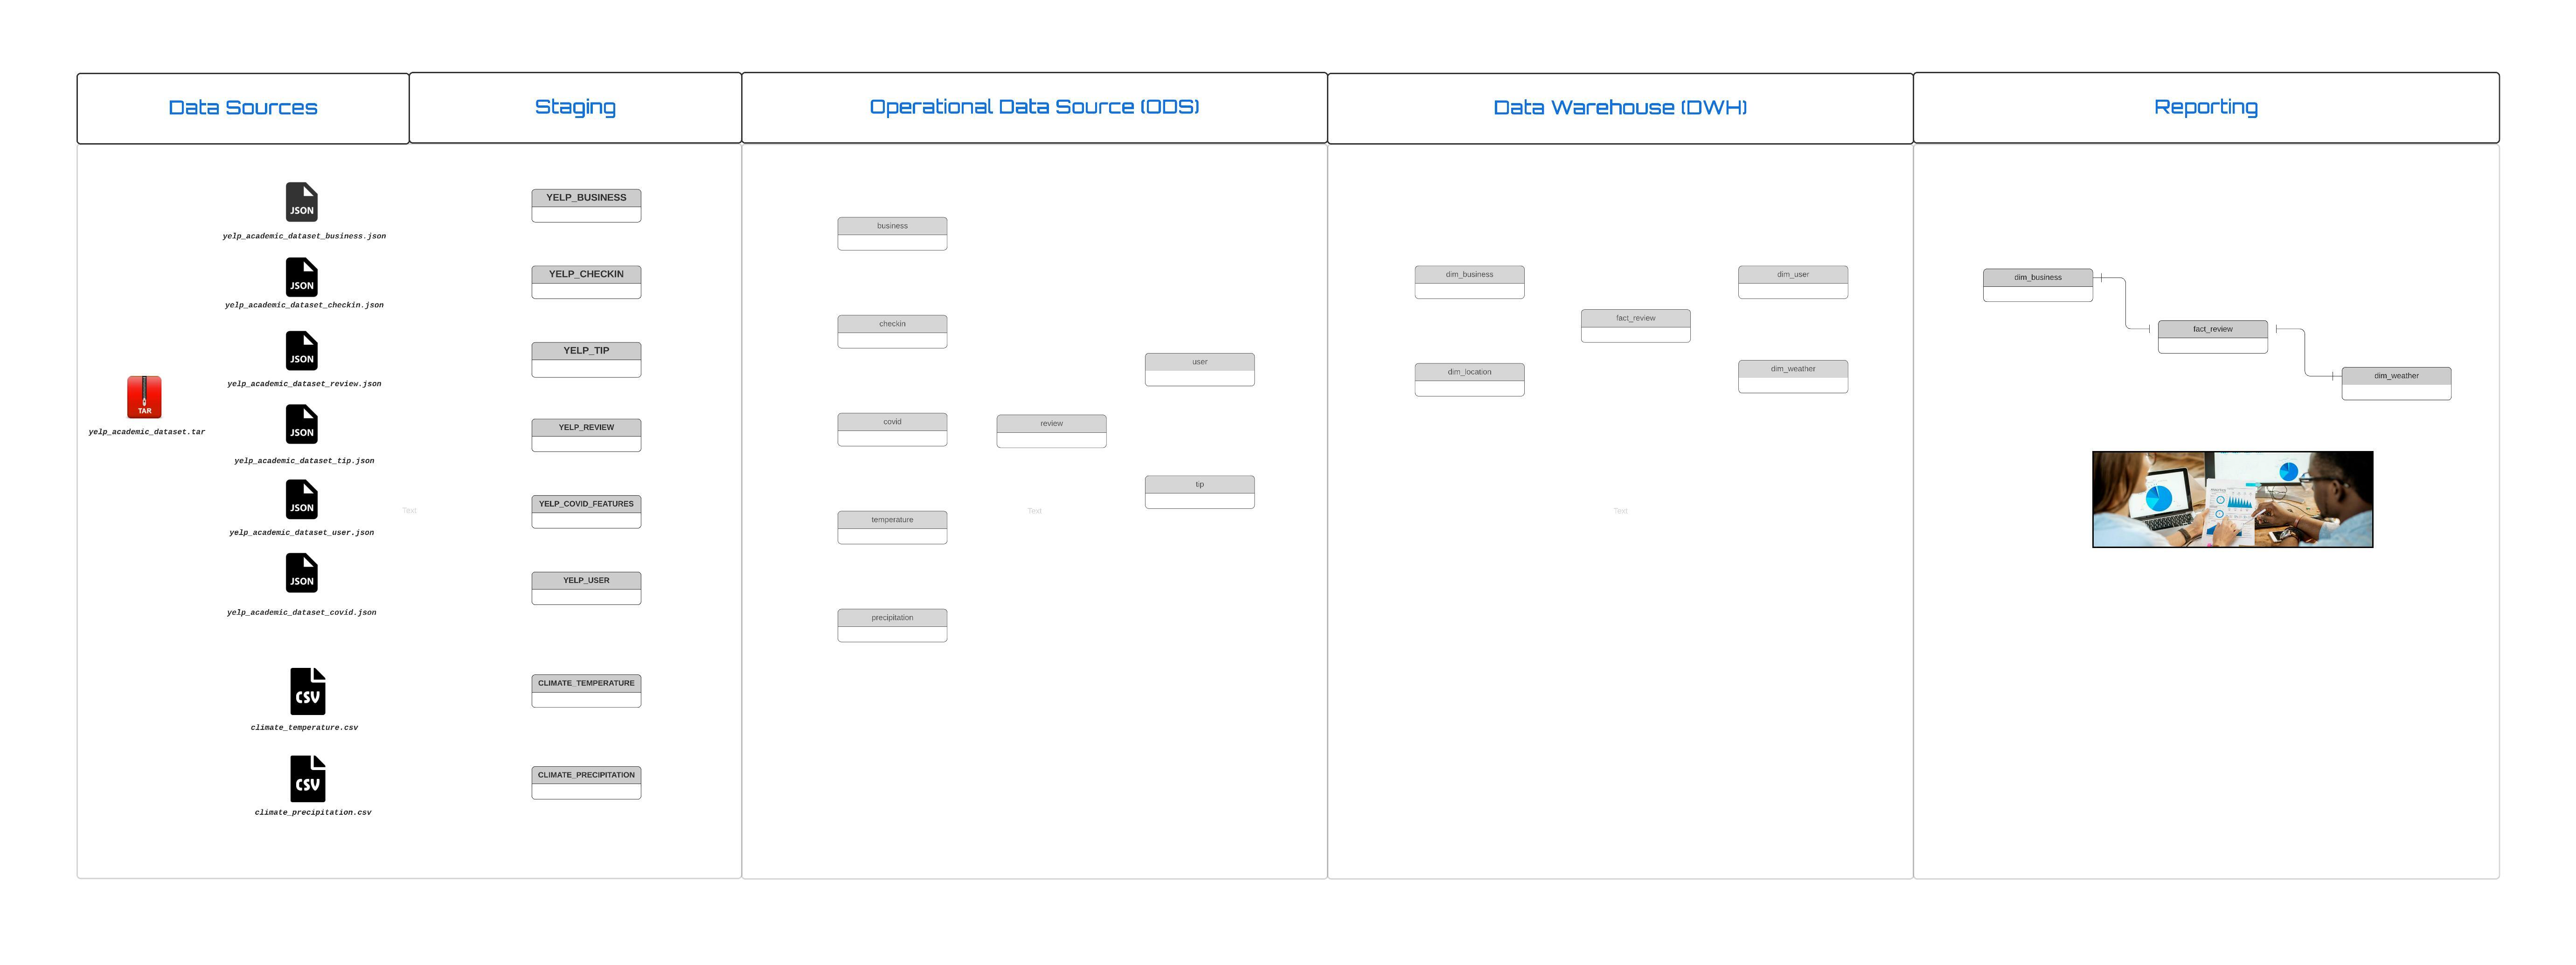 Data Sources
Staging
Operational Data Source (ODS)
Data Warehouse (DWH)
Reporting
TAR
yelp_academic_dataset.tar
JSON
yelp_academic_dataset_business.json
JSON
yelp_academic_dataset_checkin.json
JSON
yelp_academic_dataset_review.json
JSON
yelp_academic_dataset_tip.json
JSON
yelp_academic_dataset_user.json
JSON
yelp_academic_dataset_covid.json
CSV
climate_temperature.csv
CSV
climate_precipitation.csv
Text
YELP_BUSINESS
YELP_CHECKIN
YELP_TIP
YELP_REVIEW
YELP_COVID_FEATURES
YELP_USER
CLIMATE_TEMPERATURE
CLIMATE_PRECIPITATION
business
checkin
covid
temperature
precipitation
review
user
tip
Text
dim_business
dim_user
fact_review
dim_location
dim_weather
Text
dim_business
fact_review
dim_weather